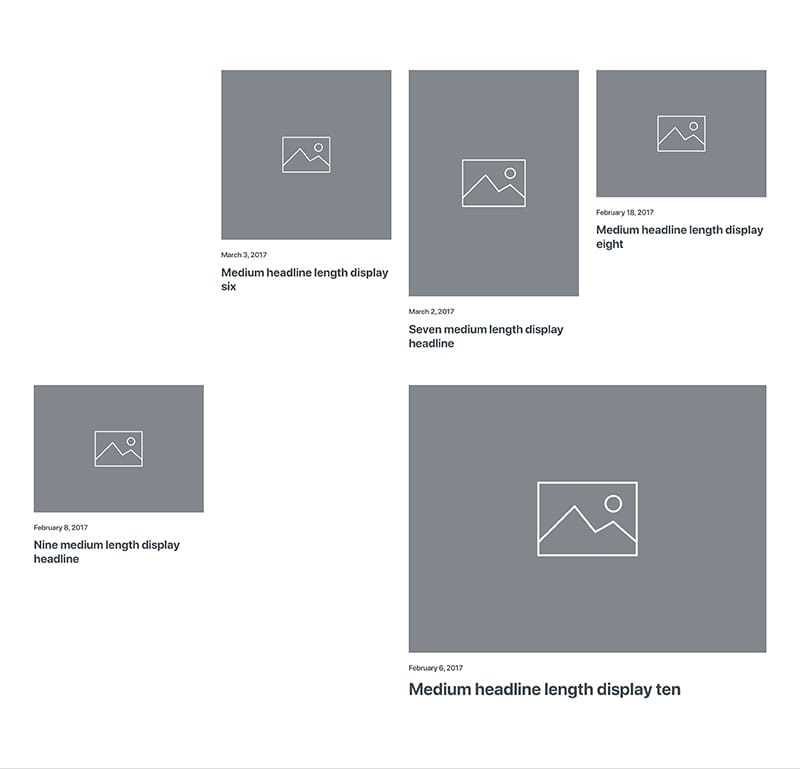 March 3, 2017
Medium headline length display
six
March 2, 2017
Seven medium length display
headline
February 18, 2017
Medium headline length display
eight
February 8, 2017
Nine medium length display
headline
February 6, 2017
Medium headline length display ten